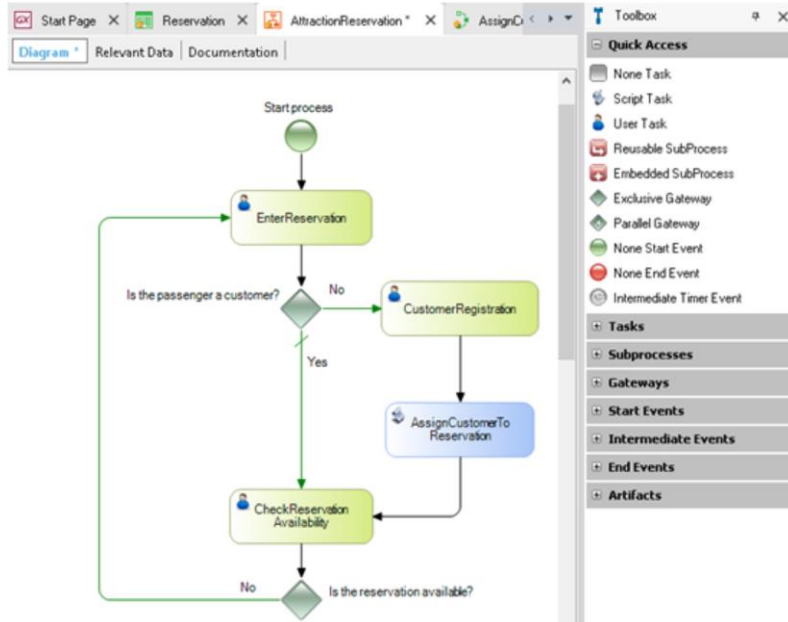 Start Page
Reservation
AttractionReservation *
Toolbox
Diagram *
Relevant Data
Documentation
Start process
EnterReservation
Is the passenger a customer?
No
CustomerRegistration
Yes
AssignCustomerTo
Reservation
CheckReservation
Availability
No
Is the reservation available?
Quick Access
None Task
Script Task
User Task
Reusable SubProcess
Embedded SubProcess
Exclusive Gateway
Parallel Gateway
None Start Event
None End Event
Intermediate Timer Event
Tasks
Subprocesses
Gateways
Start Events
Intermediate Events
End Events
Artifacts